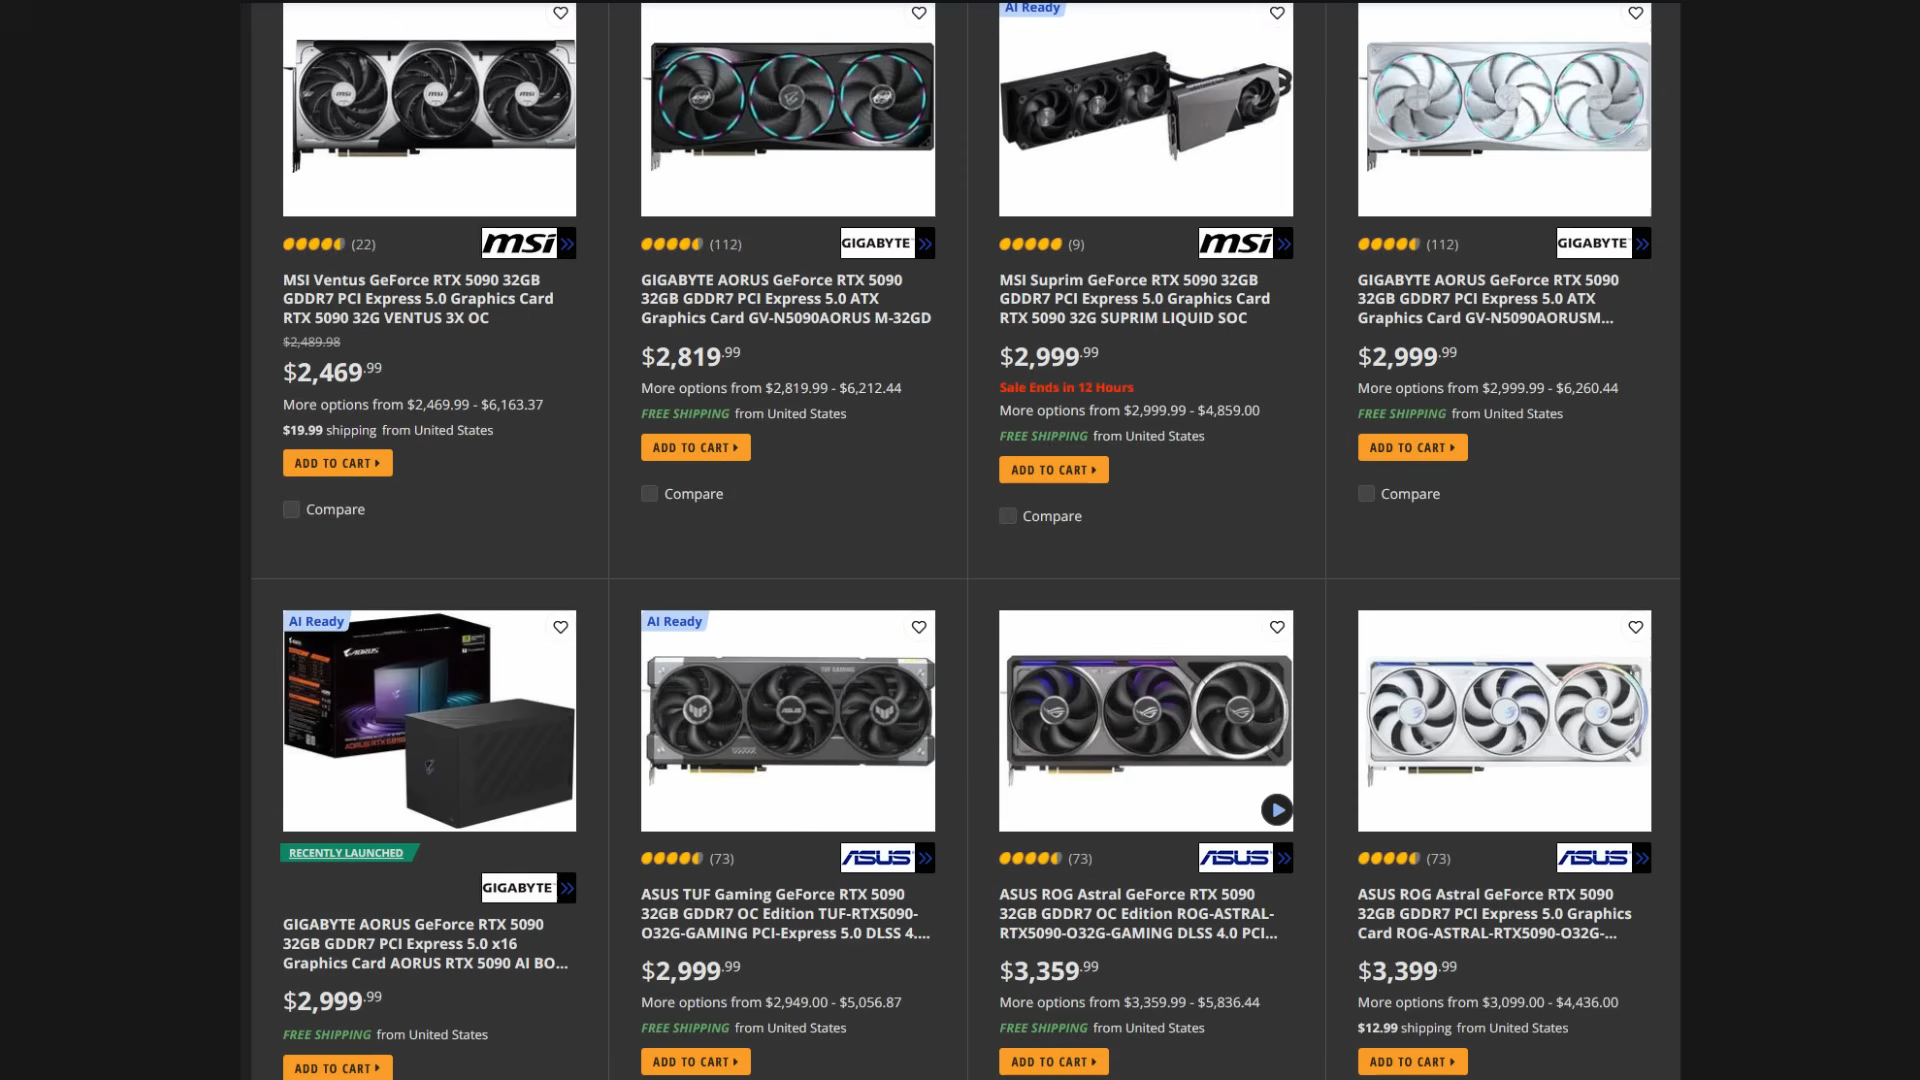 AI Ready
(22)
msi
MSI Ventus GeForce RTX 5090 32GB
GDDR7 PCI Express 5.0 Graphics Card
RTX 5090 32G VENTUS 3X OC
$2,489.98
$2,469.99
More options from $2,469.99 - $6,163.37
$19.99 shipping from United States
ADD TO CART
Compare
(112)
GIGABYTE
GIGABYTE AORUS GeForce RTX 5090
32GB GDDR7 PCI Express 5.0 ATX
Graphics Card GV-N5090AORUS M-32GD
$2,819.99
More options from $2,819.99 - $6,212.44
FREE SHIPPING from United States
ADD TO CART
Compare
(9)
msi
MSI Suprim GeForce RTX 5090 32GB
GDDR7 PCI Express 5.0 Graphics Card
RTX 5090 32G SUPRIM LIQUID SOC
$2,999.99
Sale Ends in 12 Hours
More options from $2,999.99 - $4,859.00
FREE SHIPPING from United States
ADD TO CART
Compare
(112)
GIGABYTE
GIGABYTE AORUS GeForce RTX 5090
32GB GDDR7 PCI Express 5.0 ATX
Graphics Card GV-N5090AORUSM...
$2,999.99
More options from $2,999.99 - $6,260.44
FREE SHIPPING from United States
ADD TO CART
Compare
AI Ready
AORUS
RECENTLY LAUNCHED
GIGABYTE
GIGABYTE AORUS GeForce RTX 5090
32GB GDDR7 PCI Express 5.0 x16
Graphics Card AORUS RTX 5090 AI BO...
$2,999.99
FREE SHIPPING from United States
ADD TO CART
AI Ready
TUF GAMING
(73)
ASUS
ASUS TUF Gaming GeForce RTX 5090
32GB GDDR7 OC Edition TUF-RTX5090-
O32G-GAMING PCI-Express 5.0 DLSS 4....
$2,999.99
More options from $2,949.00 - $5,056.87
FREE SHIPPING from United States
ADD TO CART
(73)
ASUS
ASUS ROG Astral GeForce RTX 5090
32GB GDDR7 OC Edition ROG-ASTRAL-
RTX5090-O32G-GAMING DLSS 4.0 PCI...
$3,359.99
More options from $3,359.99 - $5,836.44
FREE SHIPPING from United States
ADD TO CART
(73)
ASUS
ASUS ROG Astral GeForce RTX 5090
32GB GDDR7 PCI Express 5.0 Graphics
Card ROG-ASTRAL-RTX5090-O32G-...
$3,399.99
More options from $3,099.00 - $4,436.00
$12.99 shipping from United States
ADD TO CART